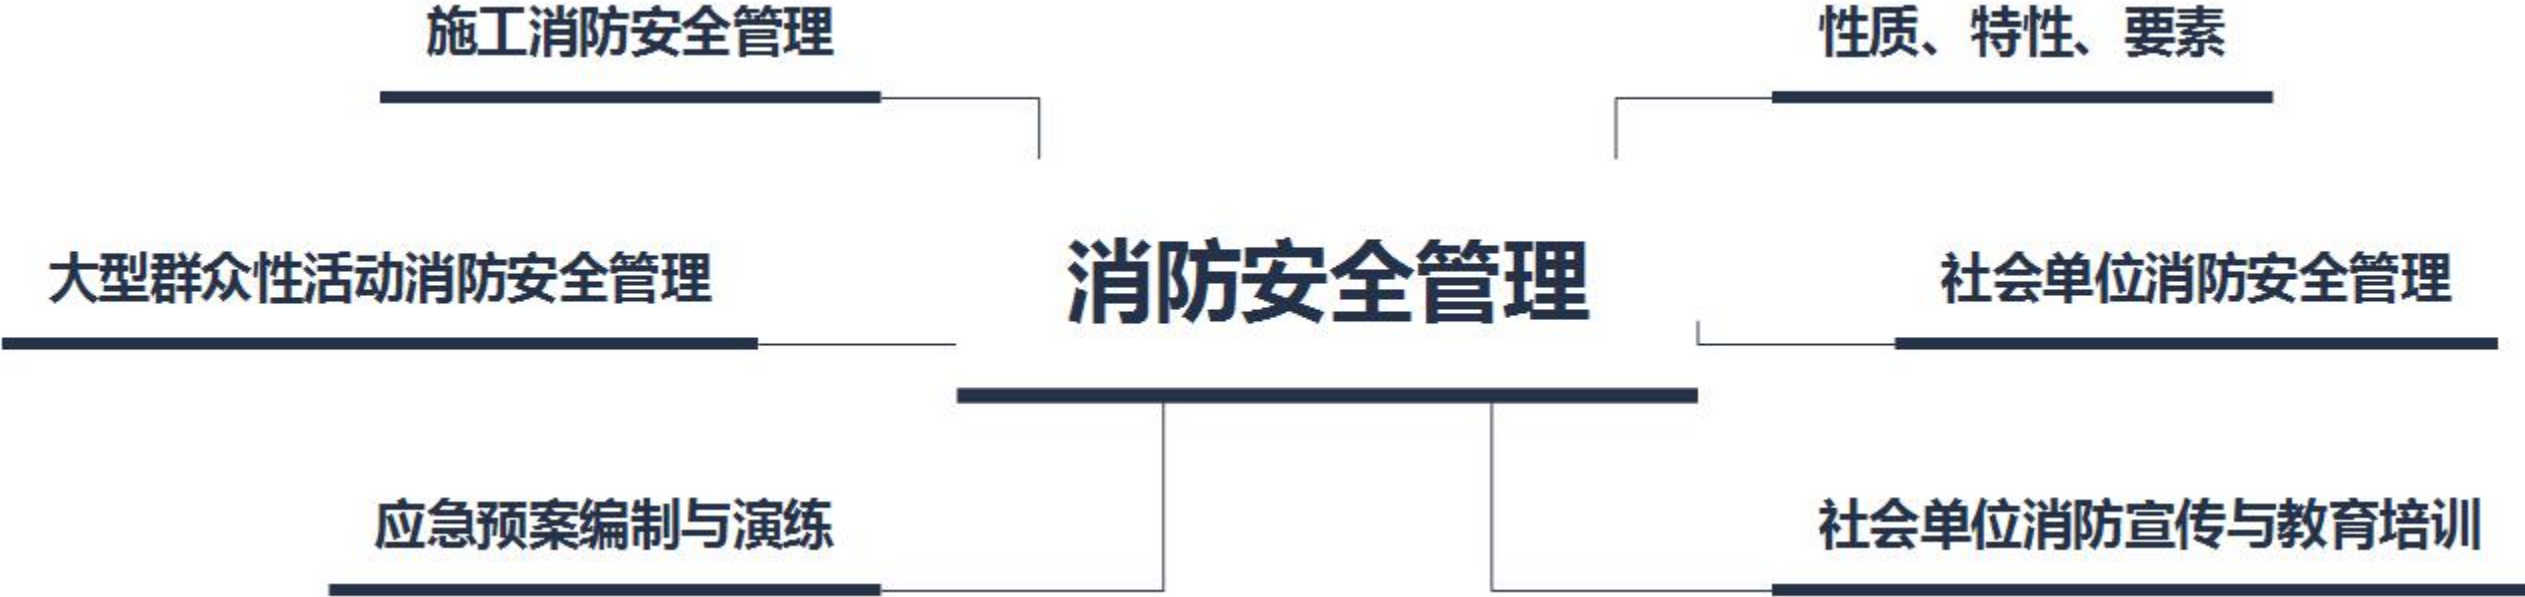 施工消防安全管理
性质、特性、要素
大型群众性活动消防安全管理
消防安全管理
社会单位消防安全管理
应急预案编制与演练
社会单位消防宣传与教育培训